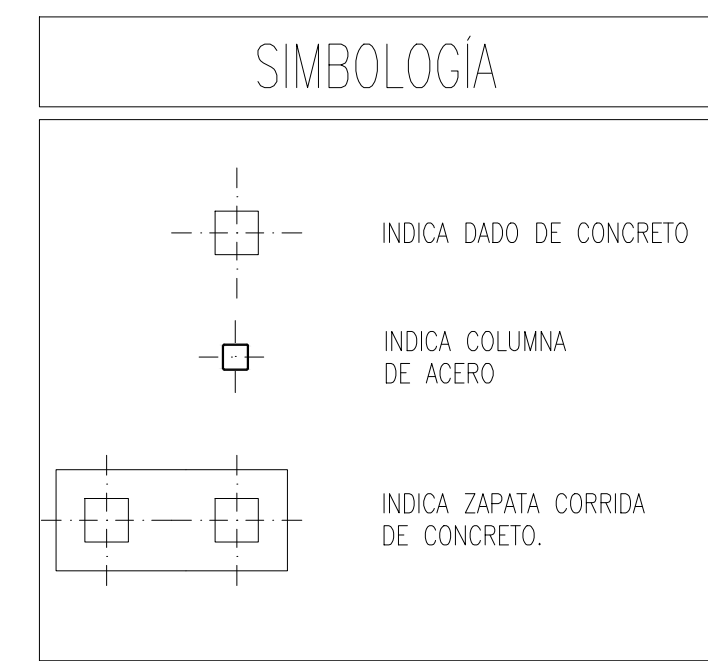 SIMBOLOGÍA
INDICA DADO DE CONCRETO
INDICA COLUMNA
DE ACERO
INDICA ZAPATA CORRIDA
DE CONCRETO.